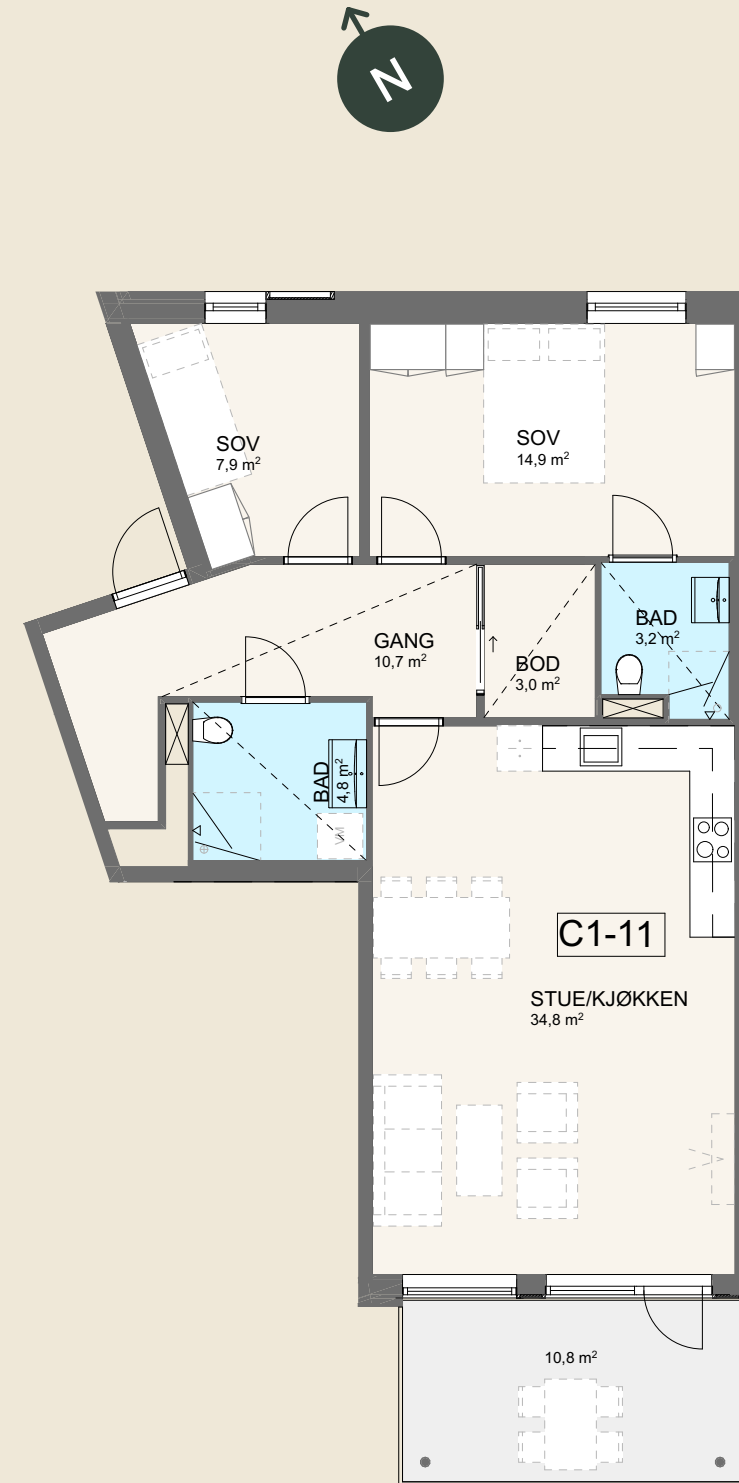 N
SOV
7,9 m²
SOV
14,9 m²
GANG
10,7 m²
BOD
3,0 m²
BAD
3,2 m²
BAD
4,8 m²
VM
C1-11
STUE/KJØKKEN
34,8 m²
10,8 m²